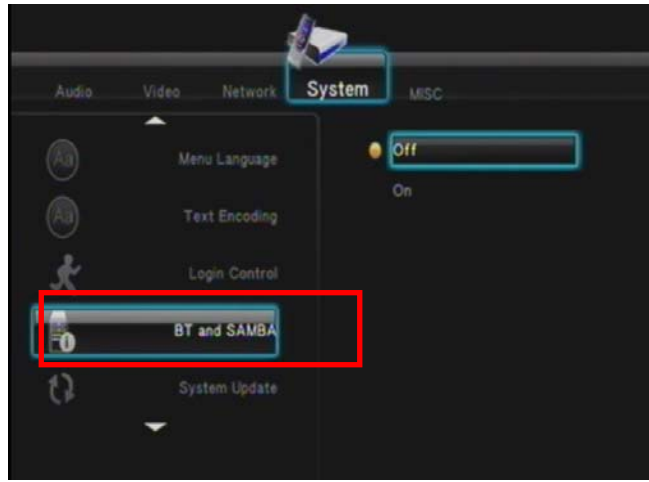 Audio Video Network System MISC
Menu Language
Text Encoding
Login Control
BT and SAMBA
System Update
Off
On